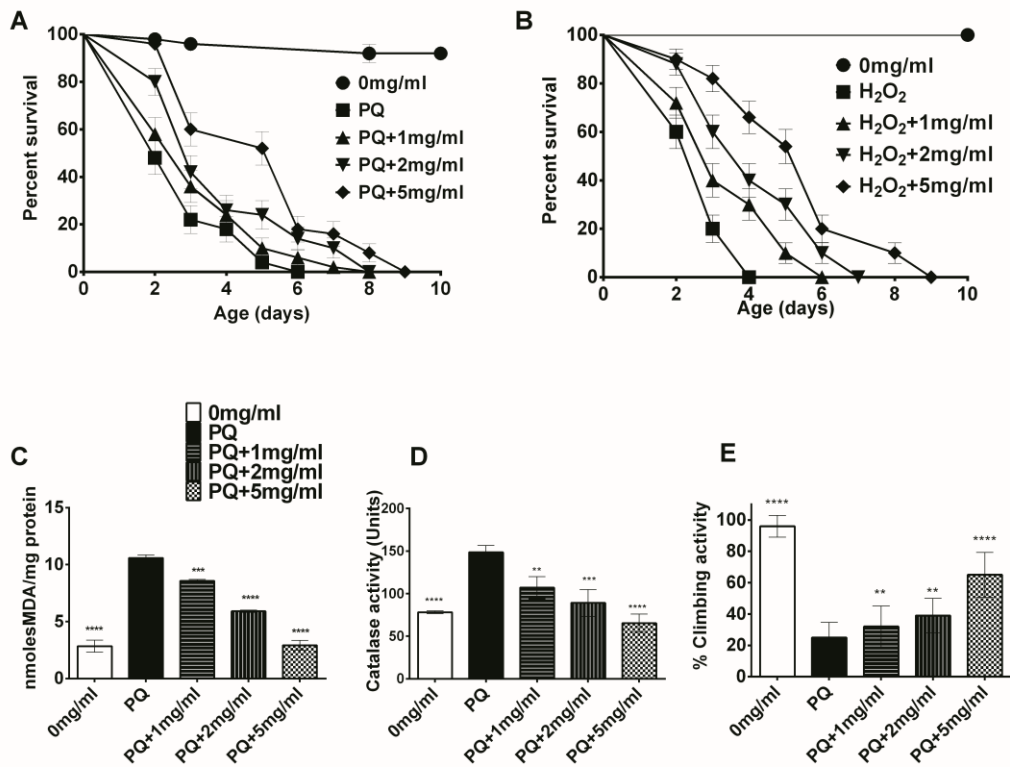 A
100
80
60
40
20
0
Percent survival
0 2 4 6 8 10
Age (days)
0mg/ml
PQ
PQ+1mg/ml
PQ+2mg/ml
PQ+5mg/ml
B
100
80
60
40
20
0
Percent survival
0 2 4 6 8 10
Age (days)
0mg/ml
H₂O₂
H₂O₂+1mg/ml
H₂O₂+2mg/ml
H₂O₂+5mg/ml
0mg/ml
PQ
PQ+1mg/ml
PQ+2mg/ml
PQ+5mg/ml
C
nmolesMDA/mg protein
15
10
5
0
****
***
****
****
0mg/ml
PQ
PQ+1mg/ml
PQ+2mg/ml
PQ+5mg/ml
D
Catalase activity (Units)
200
150
100
50
0
****
**
***
****
0mg/ml
PQ
PQ+1mg/ml
PQ+2mg/ml
PQ+5mg/ml
E
% Climbing activity
100
80
60
40
20
0
****
**
**
****
0mg/ml
PQ
PQ+1mg/ml
PQ+2mg/ml
PQ+5mg/ml